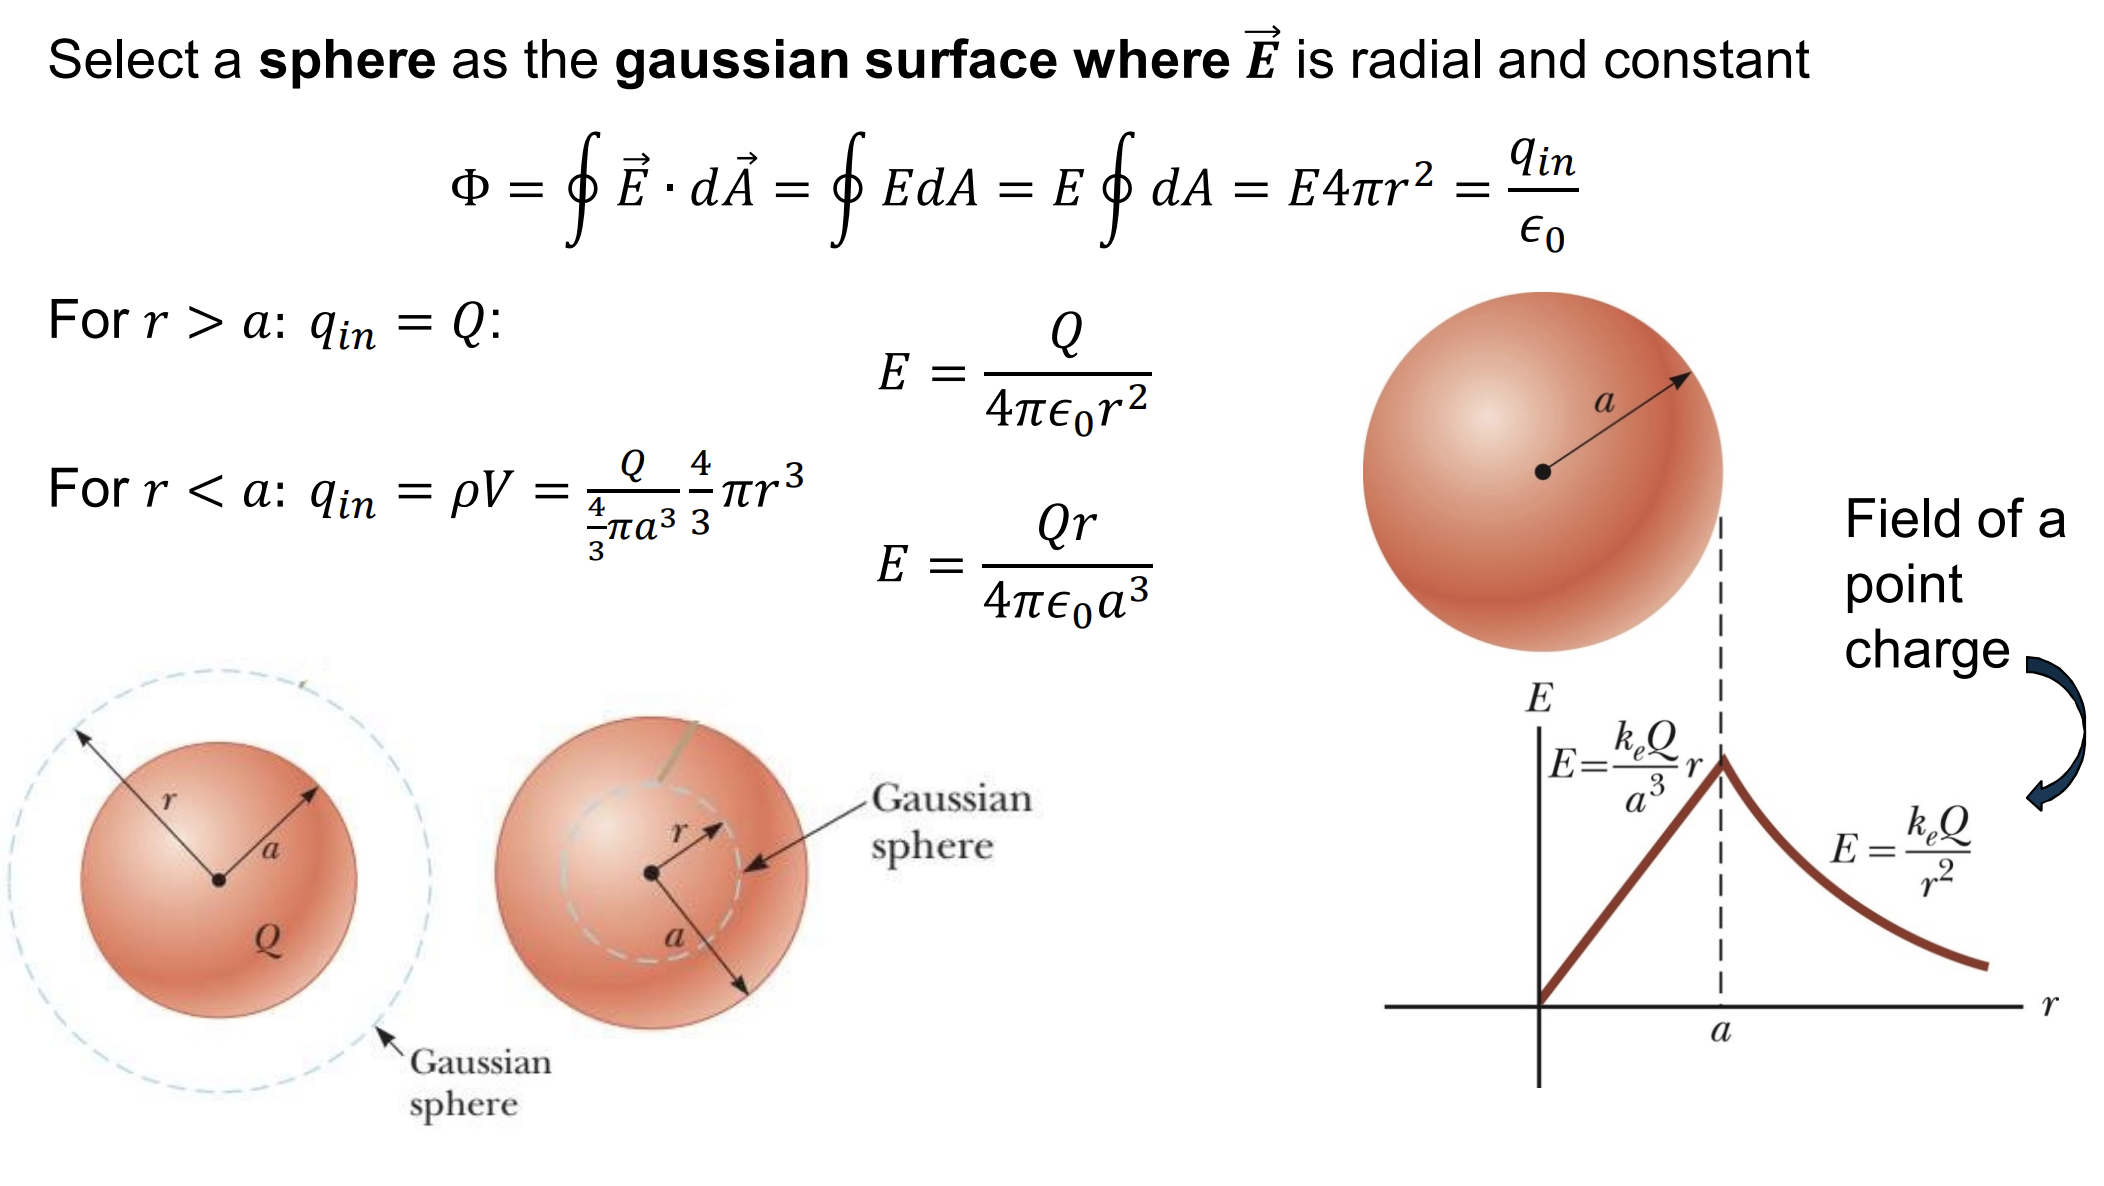 Select a sphere as the gaussian surface where $\vec{E}$ is radial and constant
$\Phi = \oint \vec{E} \cdot d\vec{A} = \oint E dA = E \oint dA = E4\pi r^2 = \frac{q_{in}}{\epsilon_0}$
For $r > a$: $q_{in} = Q$:
$E = \frac{Q}{4\pi\epsilon_0 r^2}$
For $r < a$: $q_{in} = \rho V = \frac{Q}{\frac{4}{3}\pi a^3} \frac{4}{3} \pi r^3$
$E = \frac{Qr}{4\pi\epsilon_0 a^3}$
a
Field of a
point
charge
r
a
Q
Gaussian
sphere
r
a
Gaussian
sphere
E
$E = \frac{k_e Q}{a^3} r$
$E = \frac{k_e Q}{r^2}$
r
a